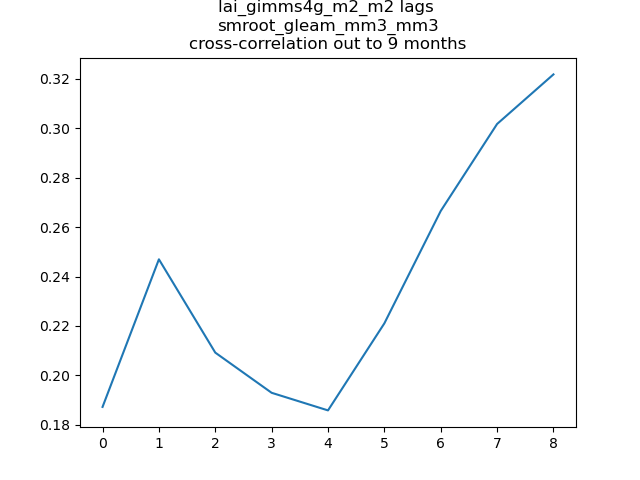 lai_gimms4g_m2_m2 lags
smroot_gleam_mm3_mm3
cross-correlation out to 9 months
0.32
0.30
0.28
0.26
0.24
0.22
0.20
0.18
0 1 2 3 4 5 6 7 8